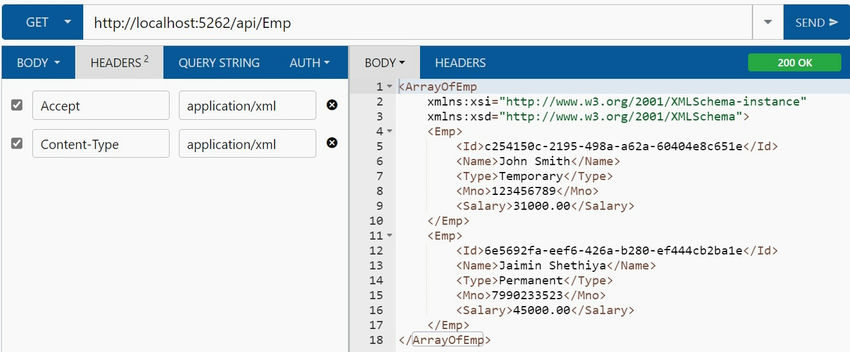 GET http://localhost:5262/api/Emp SEND
BODY HEADERS 2 QUERY STRING AUTH
Accept application/xml
Content-Type application/xml
BODY HEADERS 200 OK
1 <ArrayOfEmp
2 xmlns:xsi="http://www.w3.org/2001/XMLSchema-instance"
3 xmlns:xsd="http://www.w3.org/2001/XMLSchema">
4 <Emp>
5 <Id>c254150c-2195-498a-a62a-60404e8c651e</Id>
6 <Name>John Smith</Name>
7 <Type>Temporary</Type>
8 <Mno>123456789</Mno>
9 <Salary>31000.00</Salary>
10 </Emp>
11 <Emp>
12 <Id>6e5692fa-eef6-426a-b280-ef444cb2ba1e</Id>
13 <Name>Jaimin Shethiya</Name>
14 <Type>Permanent</Type>
15 <Mno>7990233523</Mno>
16 <Salary>45000.00</Salary>
17 </Emp>
18 </ArrayOfEmp>